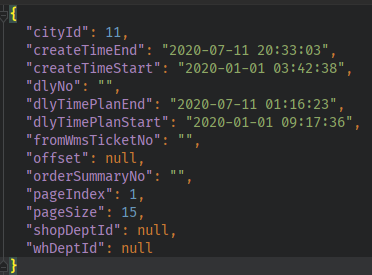 {
"cityId": 11,
"createTimeEnd": "2020-07-11 20:33:03",
"createTimeStart": "2020-01-01 03:42:38",
"dlyNo": "",
"dlyTimePlanEnd": "2020-07-11 01:16:23",
"dlyTimePlanStart": "2020-01-01 09:17:36",
"fromWmsTicketNo": "",
"offset": null,
"orderSummaryNo": "",
"pageIndex": 1,
"pageSize": 15,
"shopDeptId": null,
"whDeptId": null
}